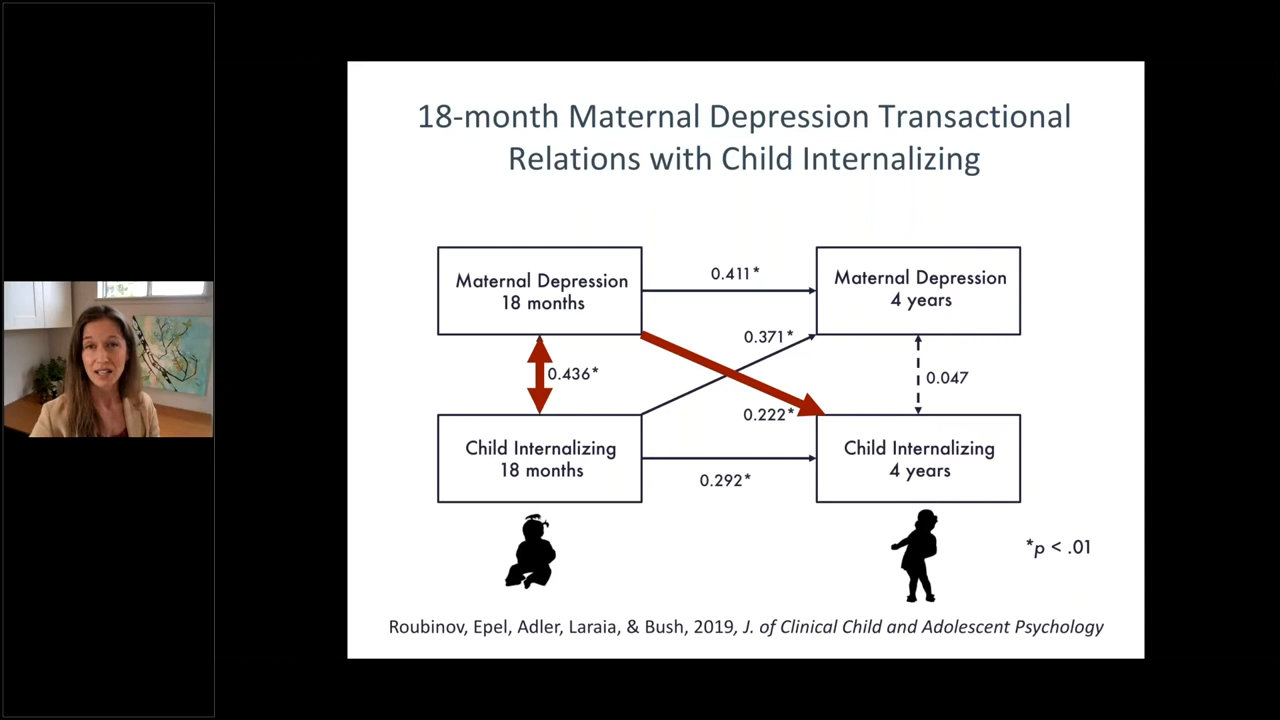 18-month Maternal Depression Transactional
Relations with Child Internalizing
Maternal Depression
18 months
0.411*
Maternal Depression
4 years
0.371*
0.436*
0.047
0.222*
Child Internalizing
18 months
0.292*
Child Internalizing
4 years
*p < .01
Roubinov, Epel, Adler, Laraia, & Bush, 2019, J. of Clinical Child and Adolescent Psychology